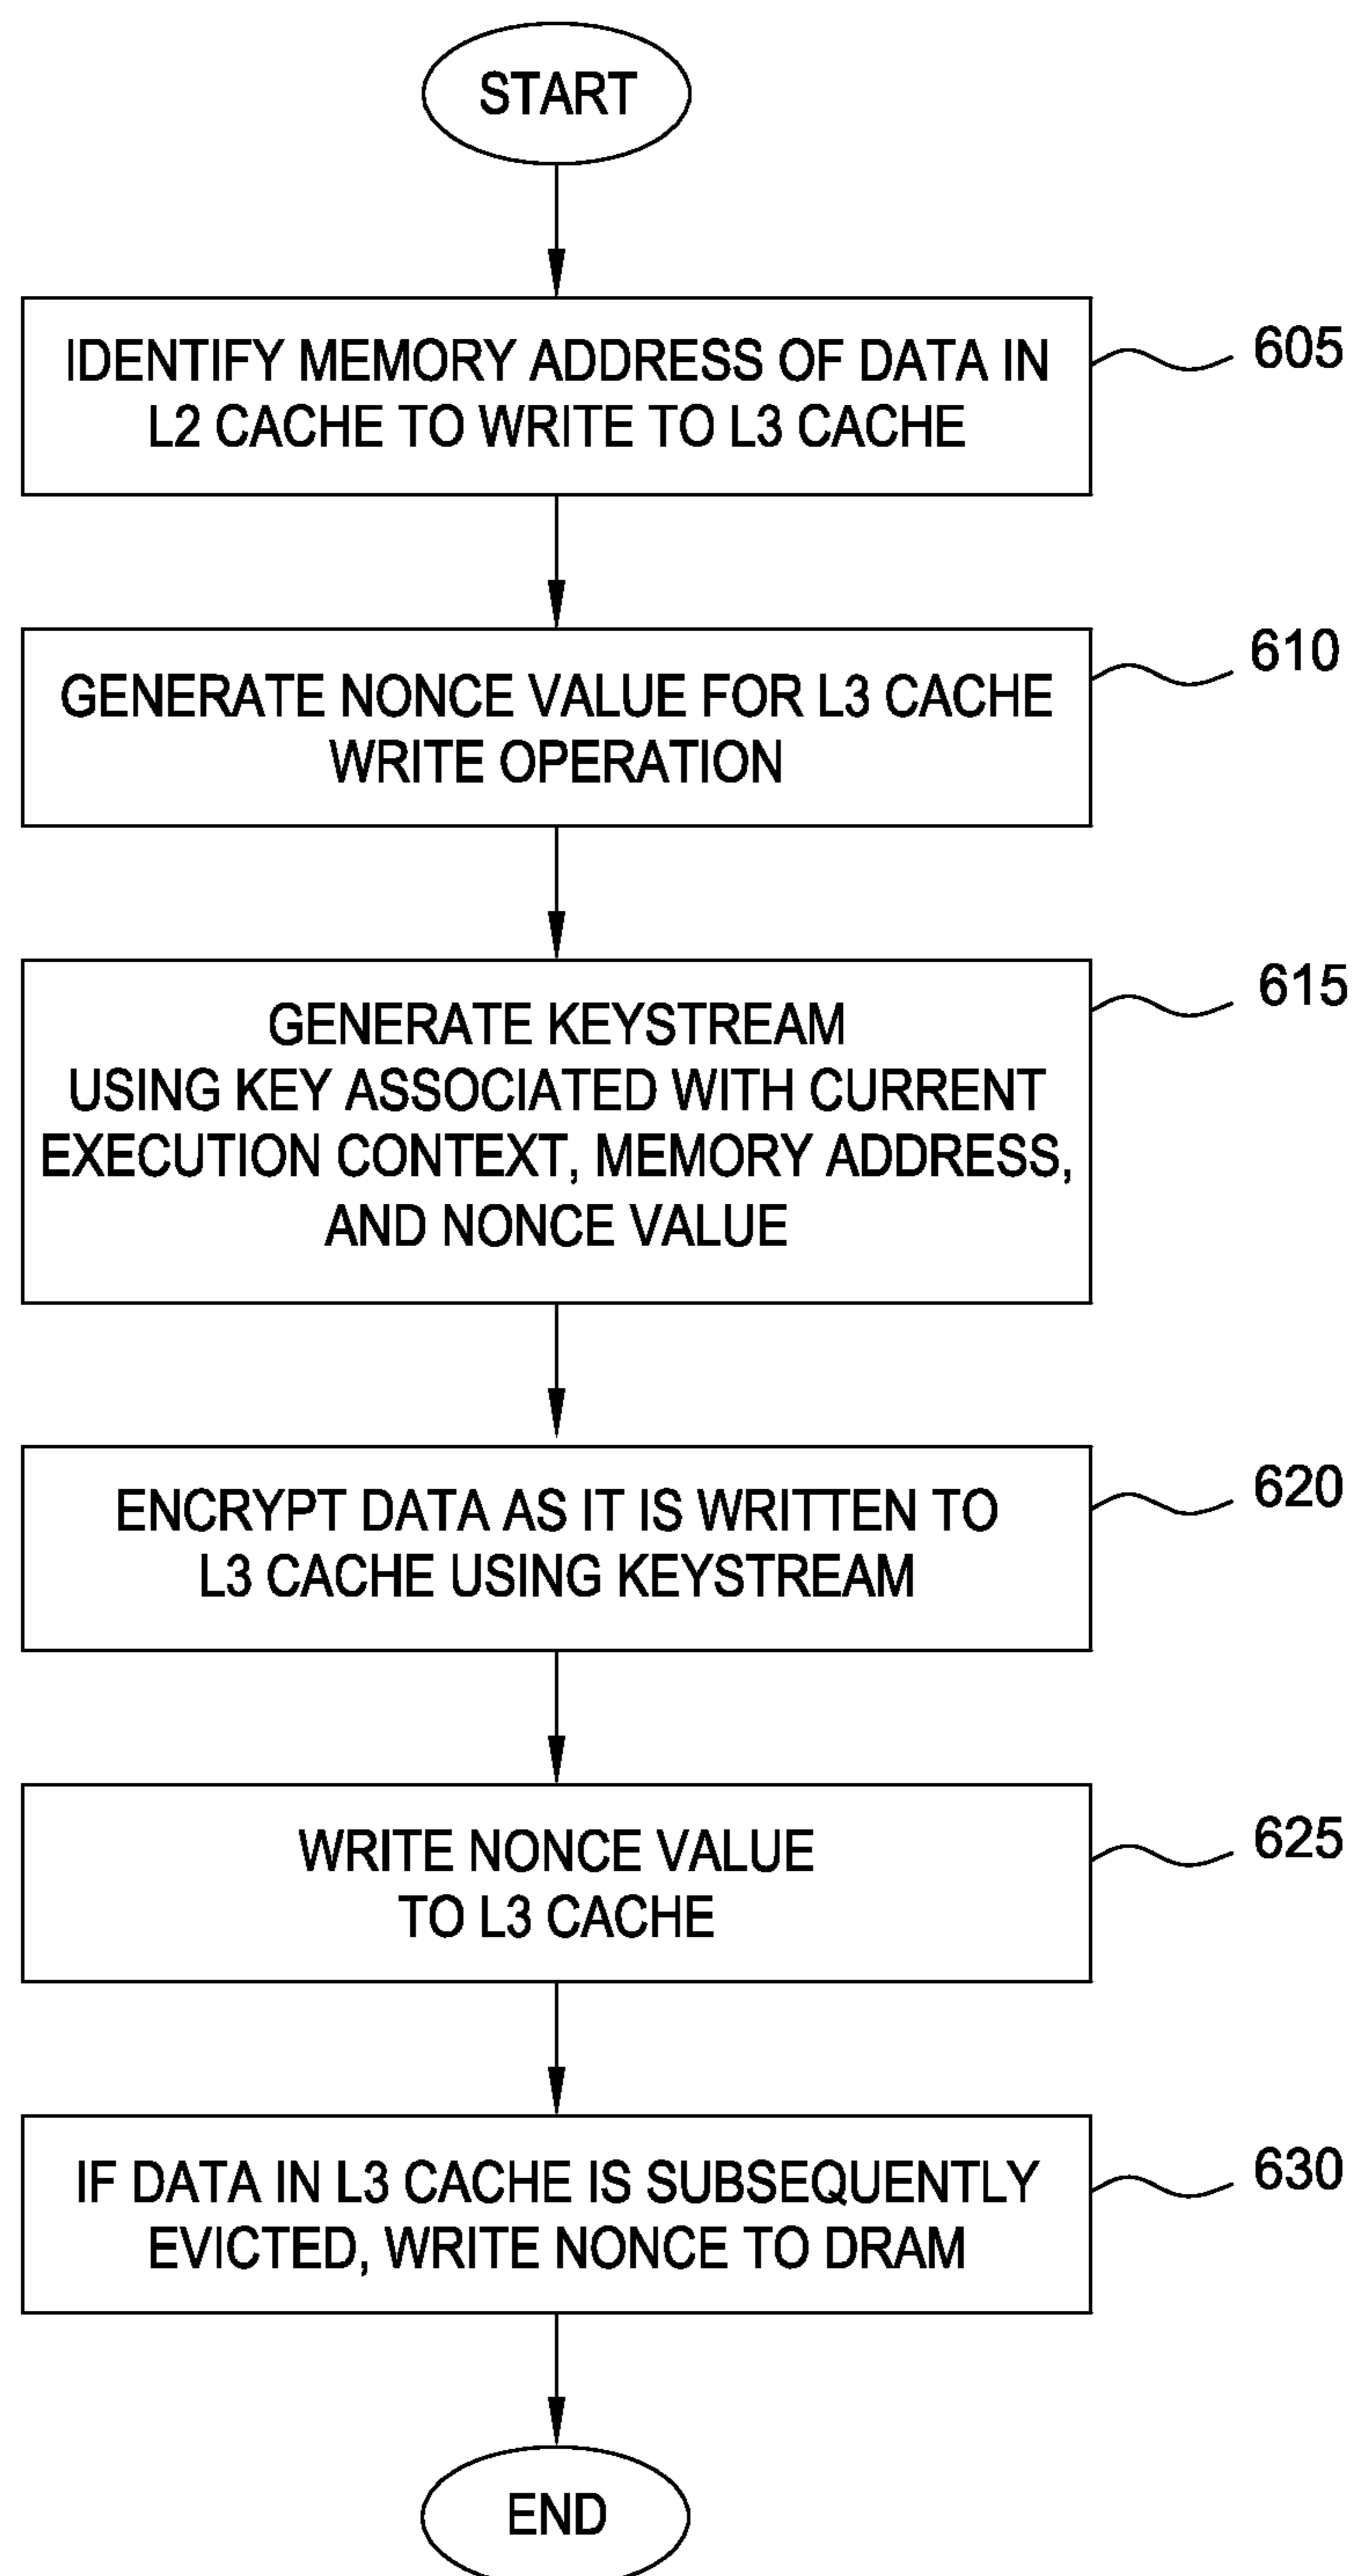 START
IDENTIFY MEMORY ADDRESS OF DATA IN
L2 CACHE TO WRITE TO L3 CACHE
605
GENERATE NONCE VALUE FOR L3 CACHE
WRITE OPERATION
610
GENERATE KEYSTREAM
USING KEY ASSOCIATED WITH CURRENT
EXECUTION CONTEXT, MEMORY ADDRESS,
AND NONCE VALUE
615
ENCRYPT DATA AS IT IS WRITTEN TO
L3 CACHE USING KEYSTREAM
620
WRITE NONCE VALUE
TO L3 CACHE
625
IF DATA IN L3 CACHE IS SUBSEQUENTLY
EVICTED, WRITE NONCE TO DRAM
630
END